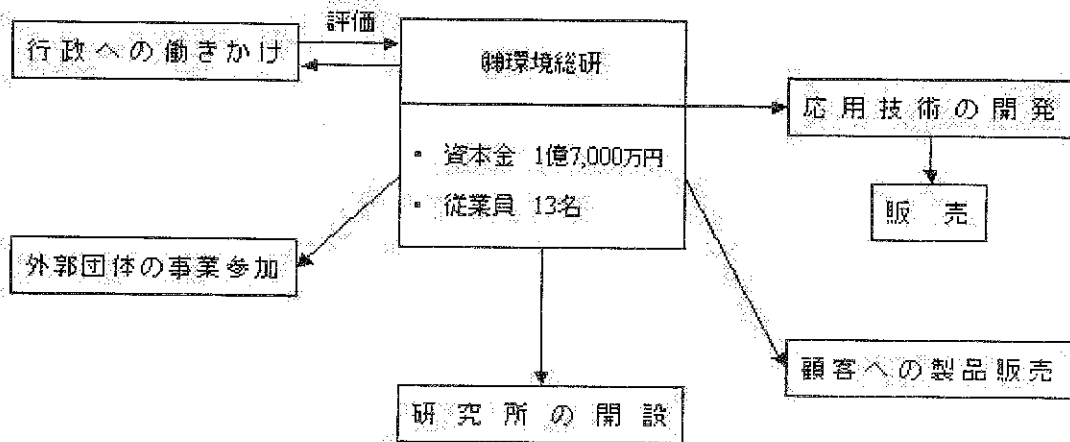 評価
行政への働きかけ
㈱環境総研
・ 資本金 1億7,000万円
・ 従業員 13名
応用技術の開発
販 売
外郭団体の事業参加
顧客への製品販売
研究所の開設